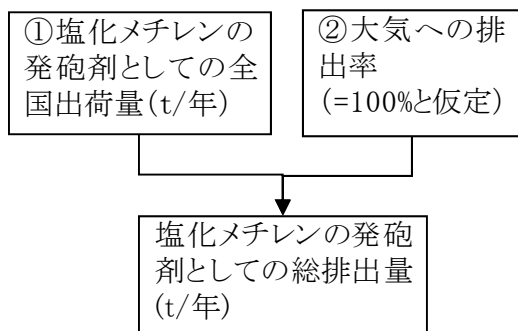 ①塩化メチレンの
発砲剤としての全
国出荷量(t/年)
②大気への排
出率
(=100%と仮定)
塩化メチレンの発砲
剤としての総排出量
(t/年)